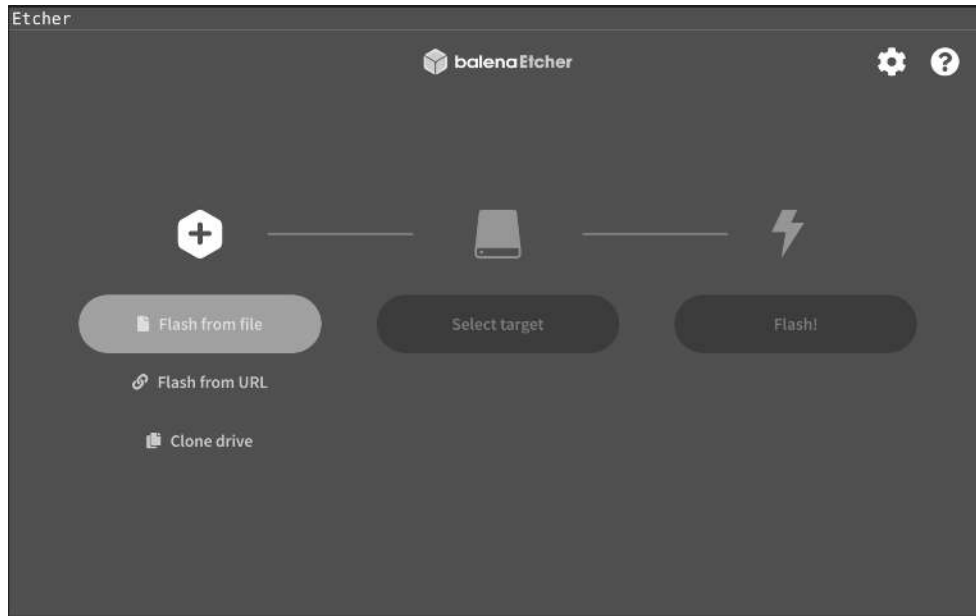 Etcher
balenaEtcher
Flash from file
Select target
Flash!
Flash from URL
Clone drive